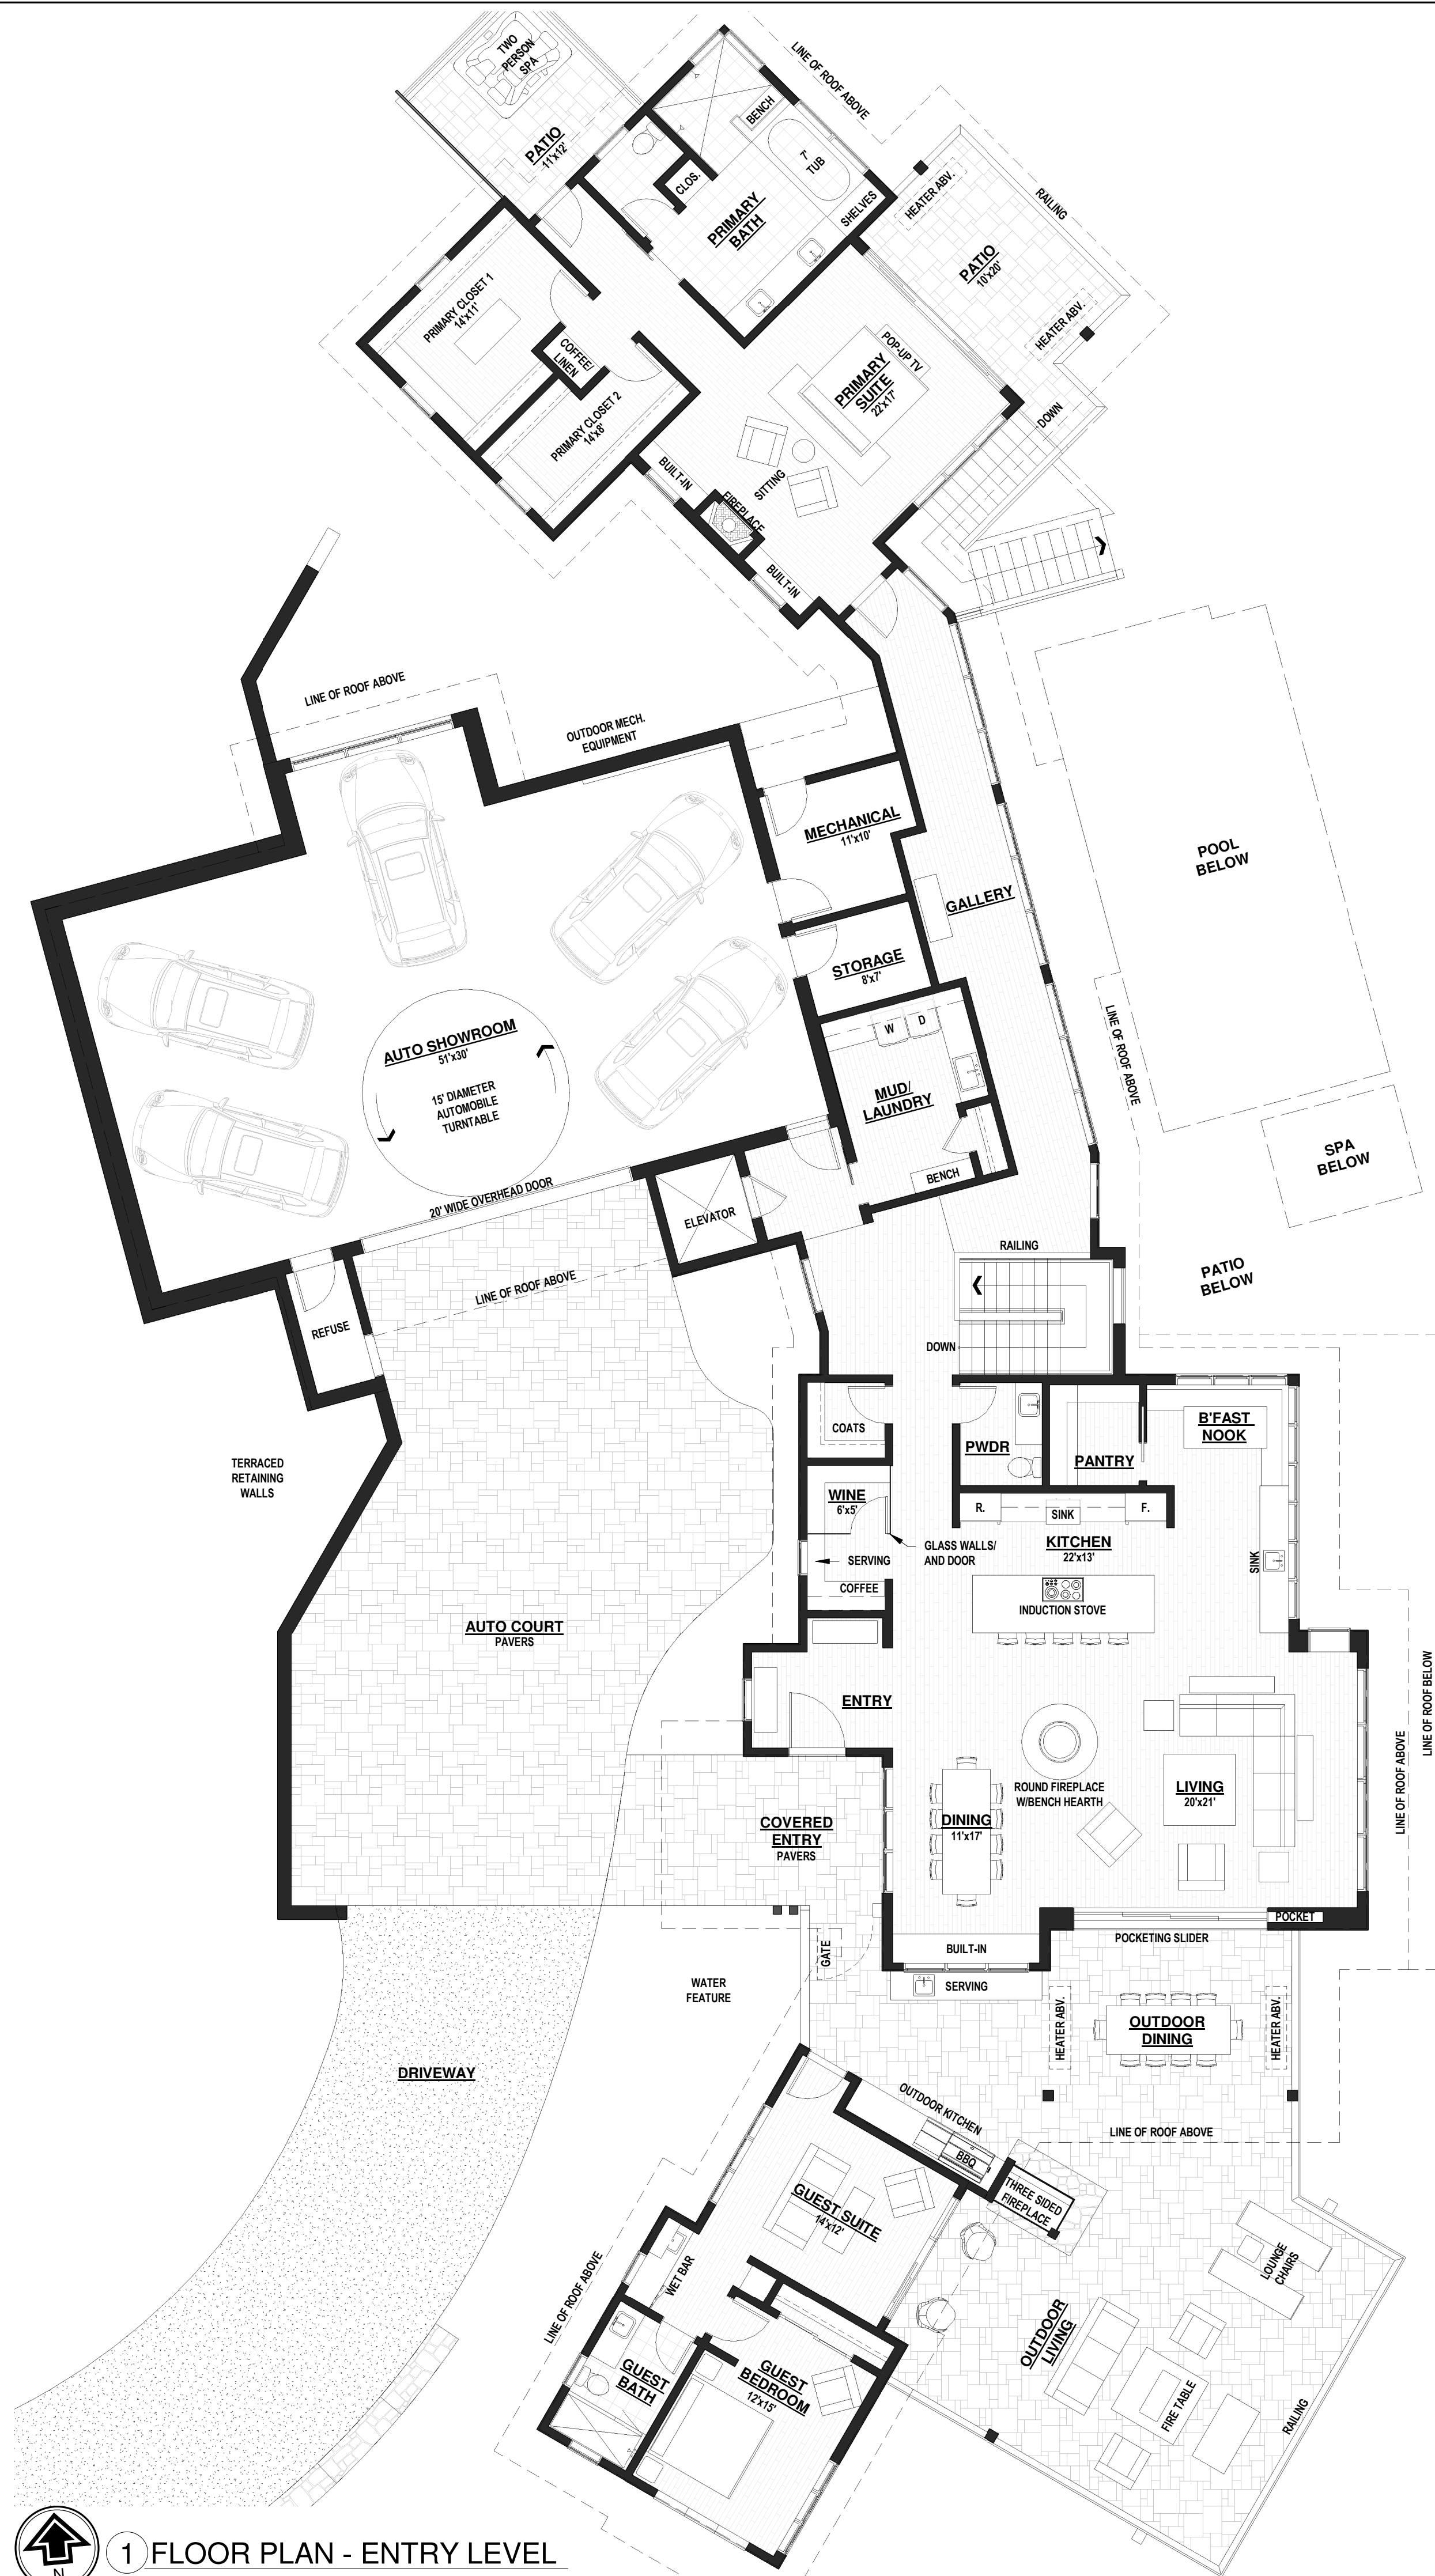 TWO
PERSON
SPA
LINE OF ROOF ABOVE
PATIO
11'x12'
BENCH
TUB
CLOS.
SHELVES
PRIMARY
BATH
HEATER ABV.
RAILING
PATIO
10'x20'
HEATER ABV.
PRIMARY CLOSET 1
14'x11'
COFFEE/
LINEN
POP-UP TV
PRIMARY
SUITE
22'x17'
DOWN
PRIMARY CLOSET 2
14'x8'
BUILT-IN
SITTING
FIREPLACE
BUILT-IN
LINE OF ROOF ABOVE
OUTDOOR MECH.
EQUIPMENT
MECHANICAL
11'x10'
POOL
BELOW
GALLERY
STORAGE
8'x7'
W
D
AUTO SHOWROOM
51'x30'
15' DIAMETER
AUTOMOBILE
TURNTABLE
LINE OF ROOF ABOVE
MUD/
LAUNDRY
SPA
BELOW
BENCH
20' WIDE OVERHEAD DOOR
ELEVATOR
RAILING
PATIO
BELOW
LINE OF ROOF ABOVE
REFUSE
DOWN
COATS
PWDR
PANTRY
B'FAST
NOOK
TERRACED
RETAINING
WALLS
WINE
6'x5'
R.
SINK
F.
GLASS WALLS/
AND DOOR
KITCHEN
22'x13'
SERVING
SINK
COFFEE
INDUCTION STOVE
AUTO COURT
PAVERS
ENTRY
LINE OF ROOF BELOW
LINE OF ROOF ABOVE
ROUND FIREPLACE
W/BENCH HEARTH
LIVING
20'x21'
COVERED
ENTRY
PAVERS
DINING
11'x17'
POCKET
POCKETING SLIDER
GATE
BUILT-IN
SERVING
WATER
FEATURE
HEATER ABV.
OUTDOOR
DINING
HEATER ABV.
DRIVEWAY
OUTDOOR KITCHEN
BBQ
LINE OF ROOF ABOVE
THREE SIDED
FIREPLACE
GUEST SUITE
14'x12'
LOUNGE
CHAIRS
WET BAR
LINE OF ROOF ABOVE
OUTDOOR
LIVING
GUEST
BATH
GUEST
BEDROOM
12'x15'
FIRE TABLE
RAILING
N
1 FLOOR PLAN - ENTRY LEVEL